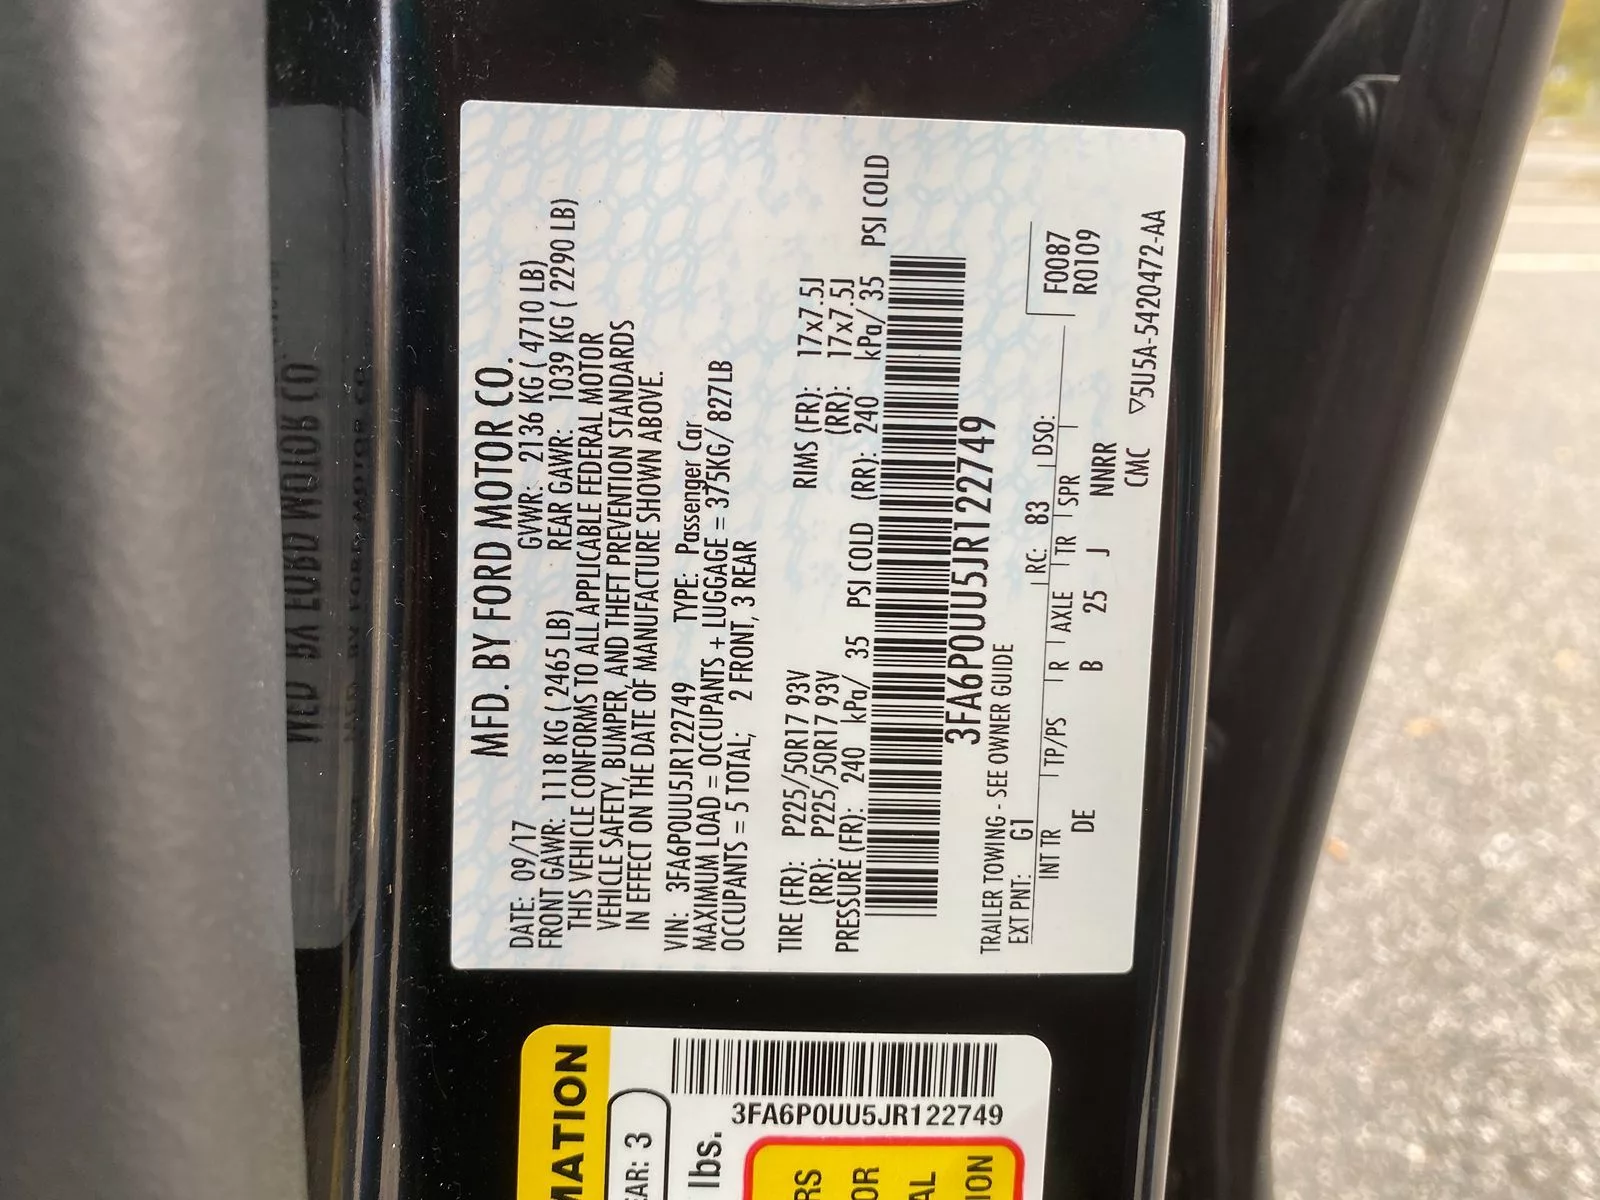 MFD. BY FORD MOTOR CO.
DATE: 09/17 GVWR: 2136 KG ( 4710 LB)
FRONT GAWR: 1118 KG ( 2465 LB) REAR GAWR: 1039 KG ( 2290 LB)
THIS VEHICLE CONFORMS TO ALL APPLICABLE FEDERAL MOTOR
VEHICLE SAFETY, BUMPER, AND THEFT PREVENTION STANDARDS
IN EFFECT ON THE DATE OF MANUFACTURE SHOWN ABOVE.
VIN: 3FA6P0UU5JR122749 TYPE: Passenger Car
MAXIMUM LOAD = OCCUPANTS + LUGGAGE = 375KG/ 827LB
OCCUPANTS = 5 TOTAL; 2 FRONT, 3 REAR
TIRE (FR): P225/50R17 93V RIMS (FR): 17x7.5J
(RR): P225/50R17 93V (RR): 17x7.5J
PRESSURE (FR): 240 kPa/ 35 PSI COLD (RR): 240 kPa/ 35 PSI COLD
3FA6P0UU5JR122749
TRAILER TOWING - SEE OWNER GUIDE
EXT PNT: G1 RC: 83 DSO: F0087
INT TR TP/PS R AXLE TR SPR R0109
DE B 25 J NNRR
CMC ▽5U5A-5420472-AA
MATION
EAR: 3
3FA6P0UU5JR122749
lbs.
RS
OR
AL
ION